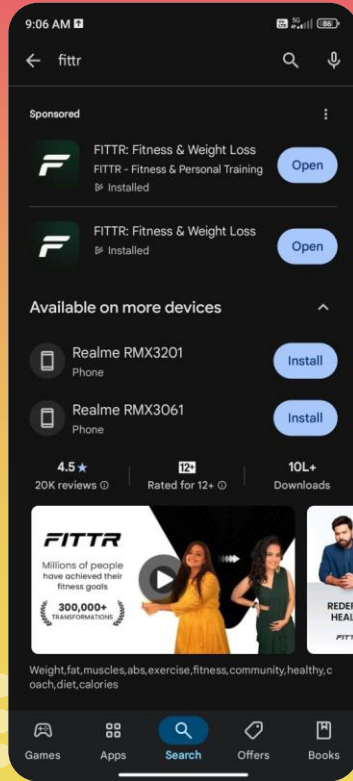 9:06 AM
5G
86
fittr
Sponsored
FITTR: Fitness & Weight Loss
FITTR - Fitness & Personal Training
Installed
Open
FITTR: Fitness & Weight Loss
Installed
Open
Available on more devices
Realme RMX3201
Phone
Install
Realme RMX3061
Phone
Install
4.5★
20K reviews
12+
Rated for 12+
10L+
Downloads
FITTR
Millions of people
have achieved their
fitness goals
300,000+
TRANSFORMATIONS
Weight,fat,muscles,abs,exercise,fitness,community,healthy,c
oach,diet,calories
Games
Apps
Search
Offers
Books